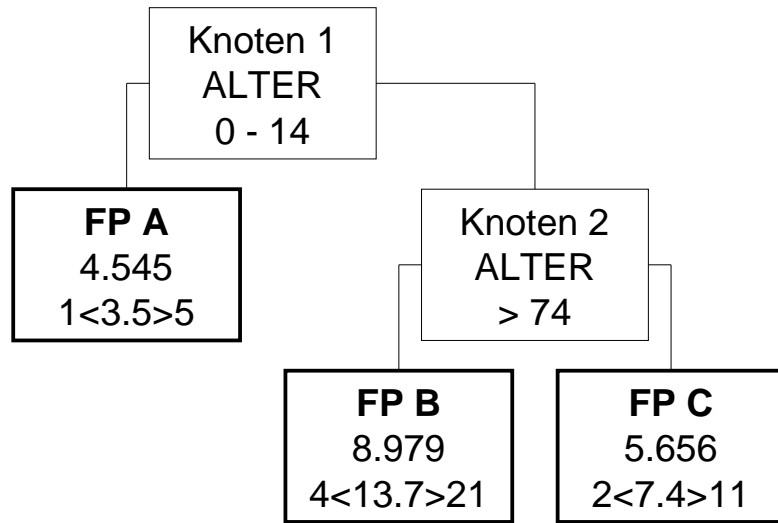 Knoten 1
ALTER
0 - 14
FP A
4.545
1<3.5>5
Knoten 2
ALTER
> 74
FP B
8.979
4<13.7>21
FP C
5.656
2<7.4>11